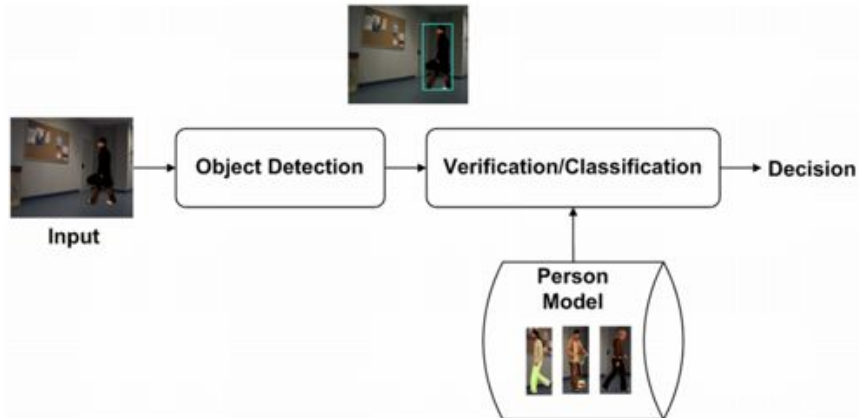 Object Detection
Verification/Classification
Decision
Input
Person
Model